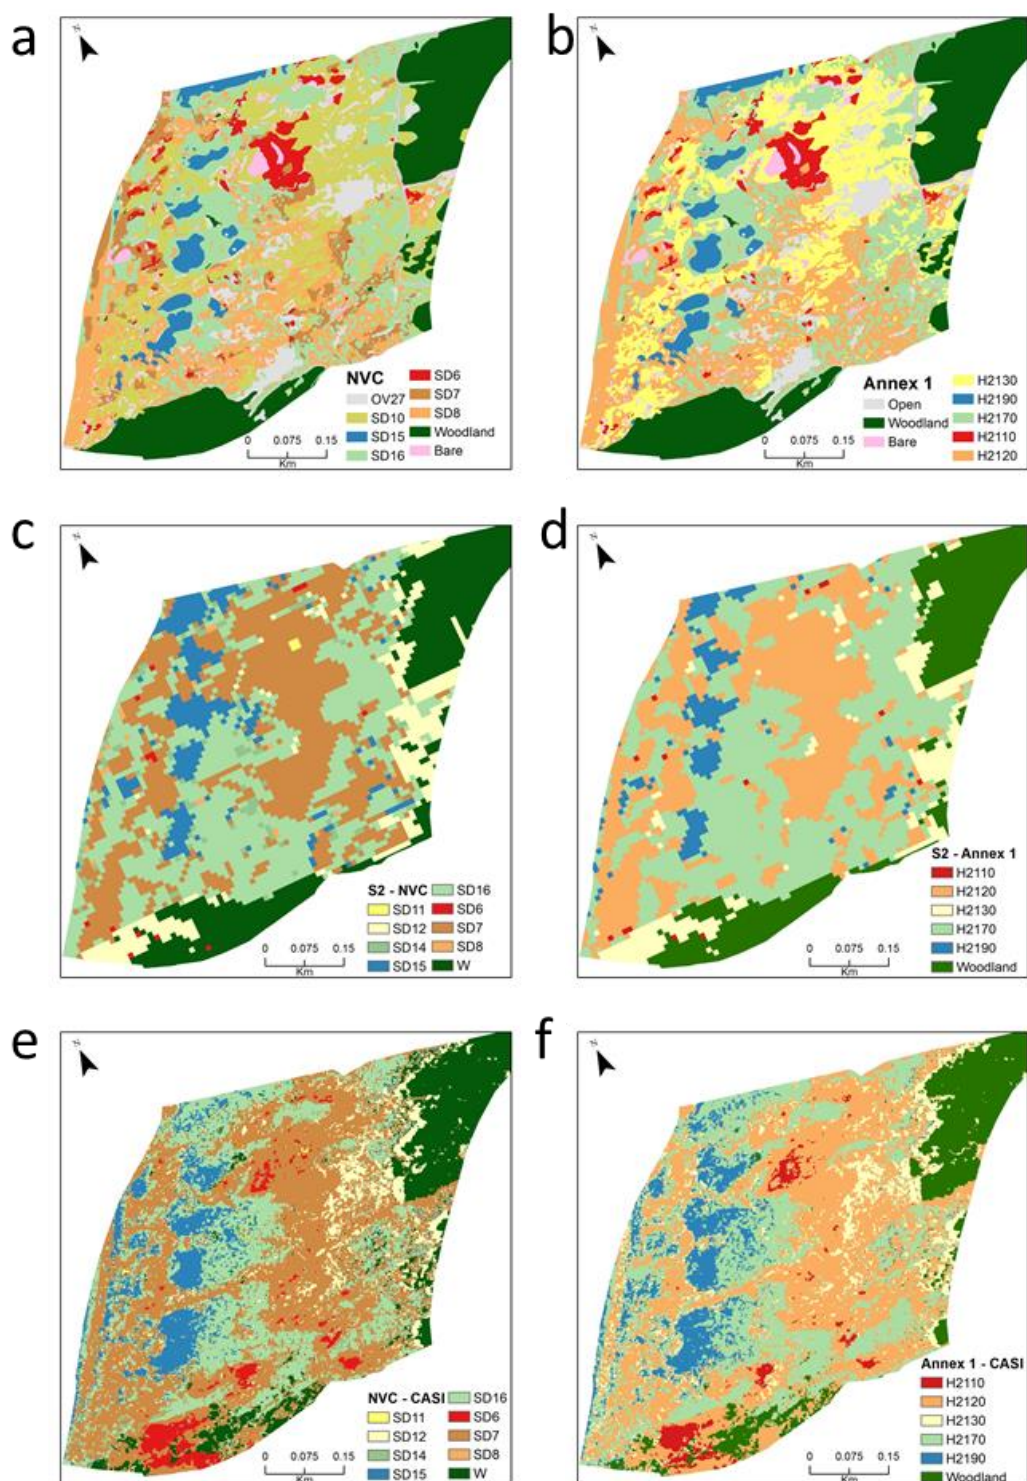 a
N
NVC
OV27
SD10
SD15
SD16
SD6
SD7
SD8
Woodland
Bare
0 0.075 0.15
Km
b
N
Annex 1
Open
Woodland
Bare
H2130
H2190
H2170
H2110
H2120
0 0.075 0.15
Km
c
N
S2 - NVC
SD11
SD12
SD14
SD15
SD16
SD6
SD7
SD8
W
0 0.075 0.15
Km
d
N
S2 - Annex 1
H2110
H2120
H2130
H2170
H2190
Woodland
0 0.075 0.15
Km
e
N
NVC - CASI
SD11
SD12
SD14
SD15
SD16
SD6
SD7
SD8
W
0 0.075 0.15
Km
f
N
Annex 1 - CASI
H2110
H2120
H2130
H2170
H2190
Woodland
0 0.075 0.15
Km